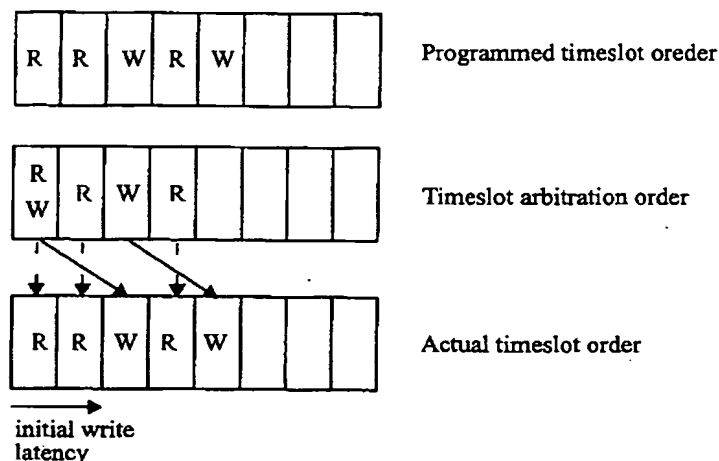 R R W R W Programmed timeslot oreder
R
W R W R Timeslot arbitration order
R R W R W Actual timeslot order
initial write
latency